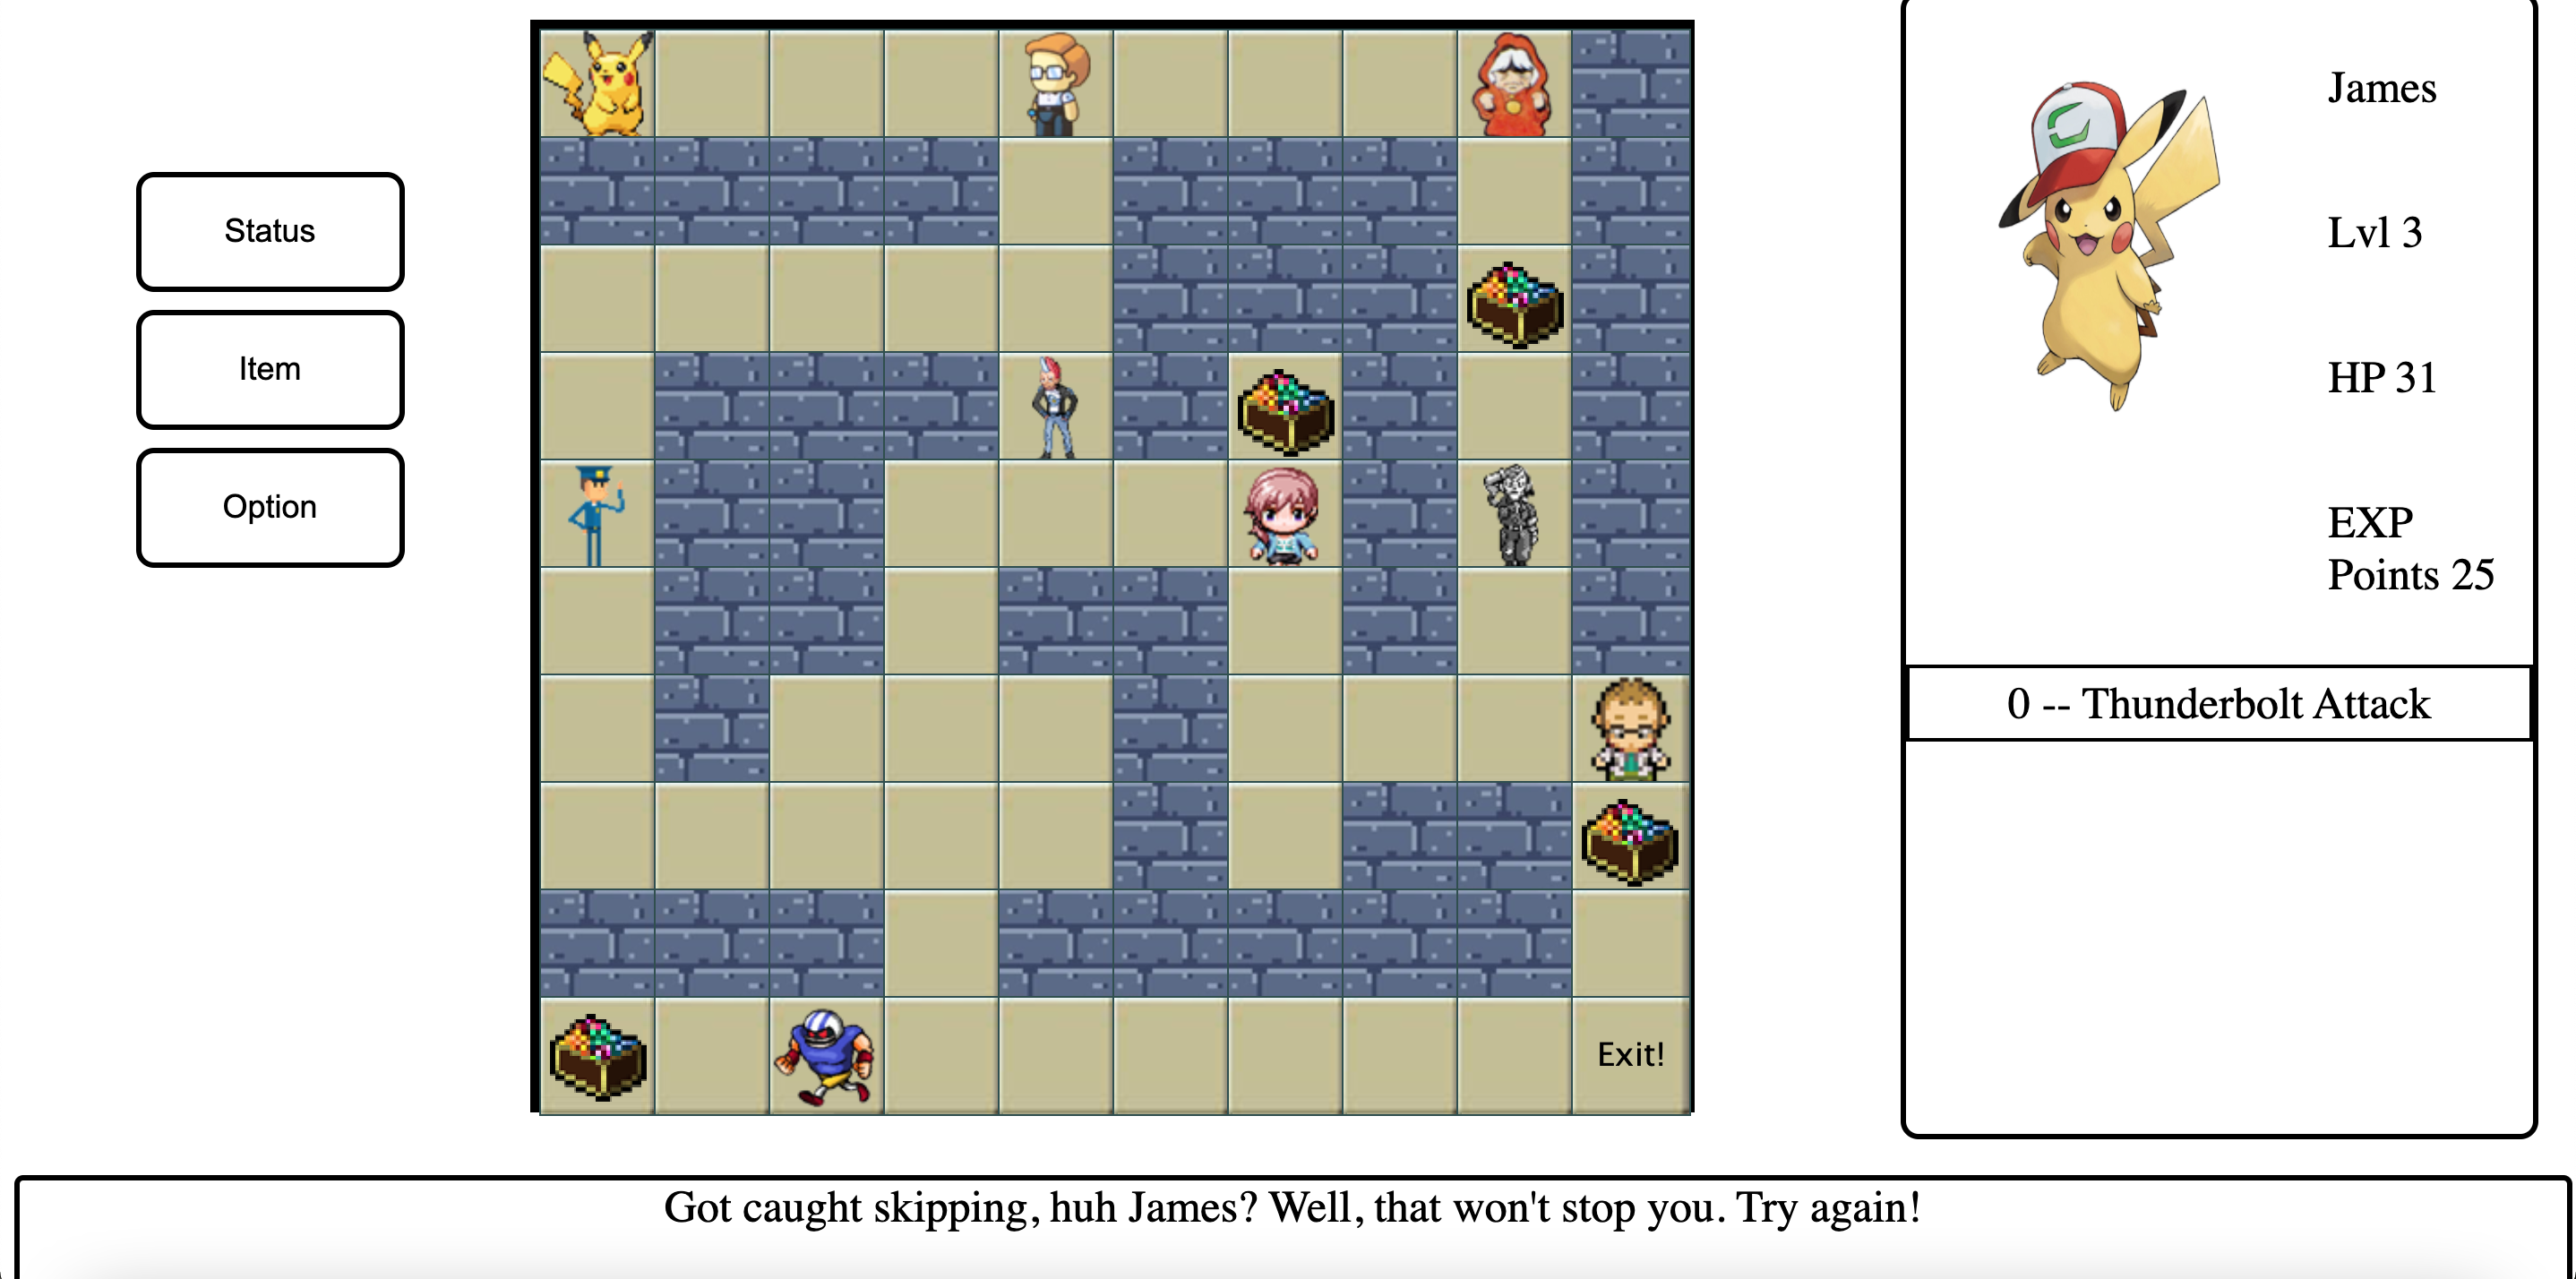 Status
Item
Option
Exit!
James
Lvl 3
HP 31
EXP
Points 25
0 -- Thunderbolt Attack
Got caught skipping, huh James? Well, that won't stop you. Try again!